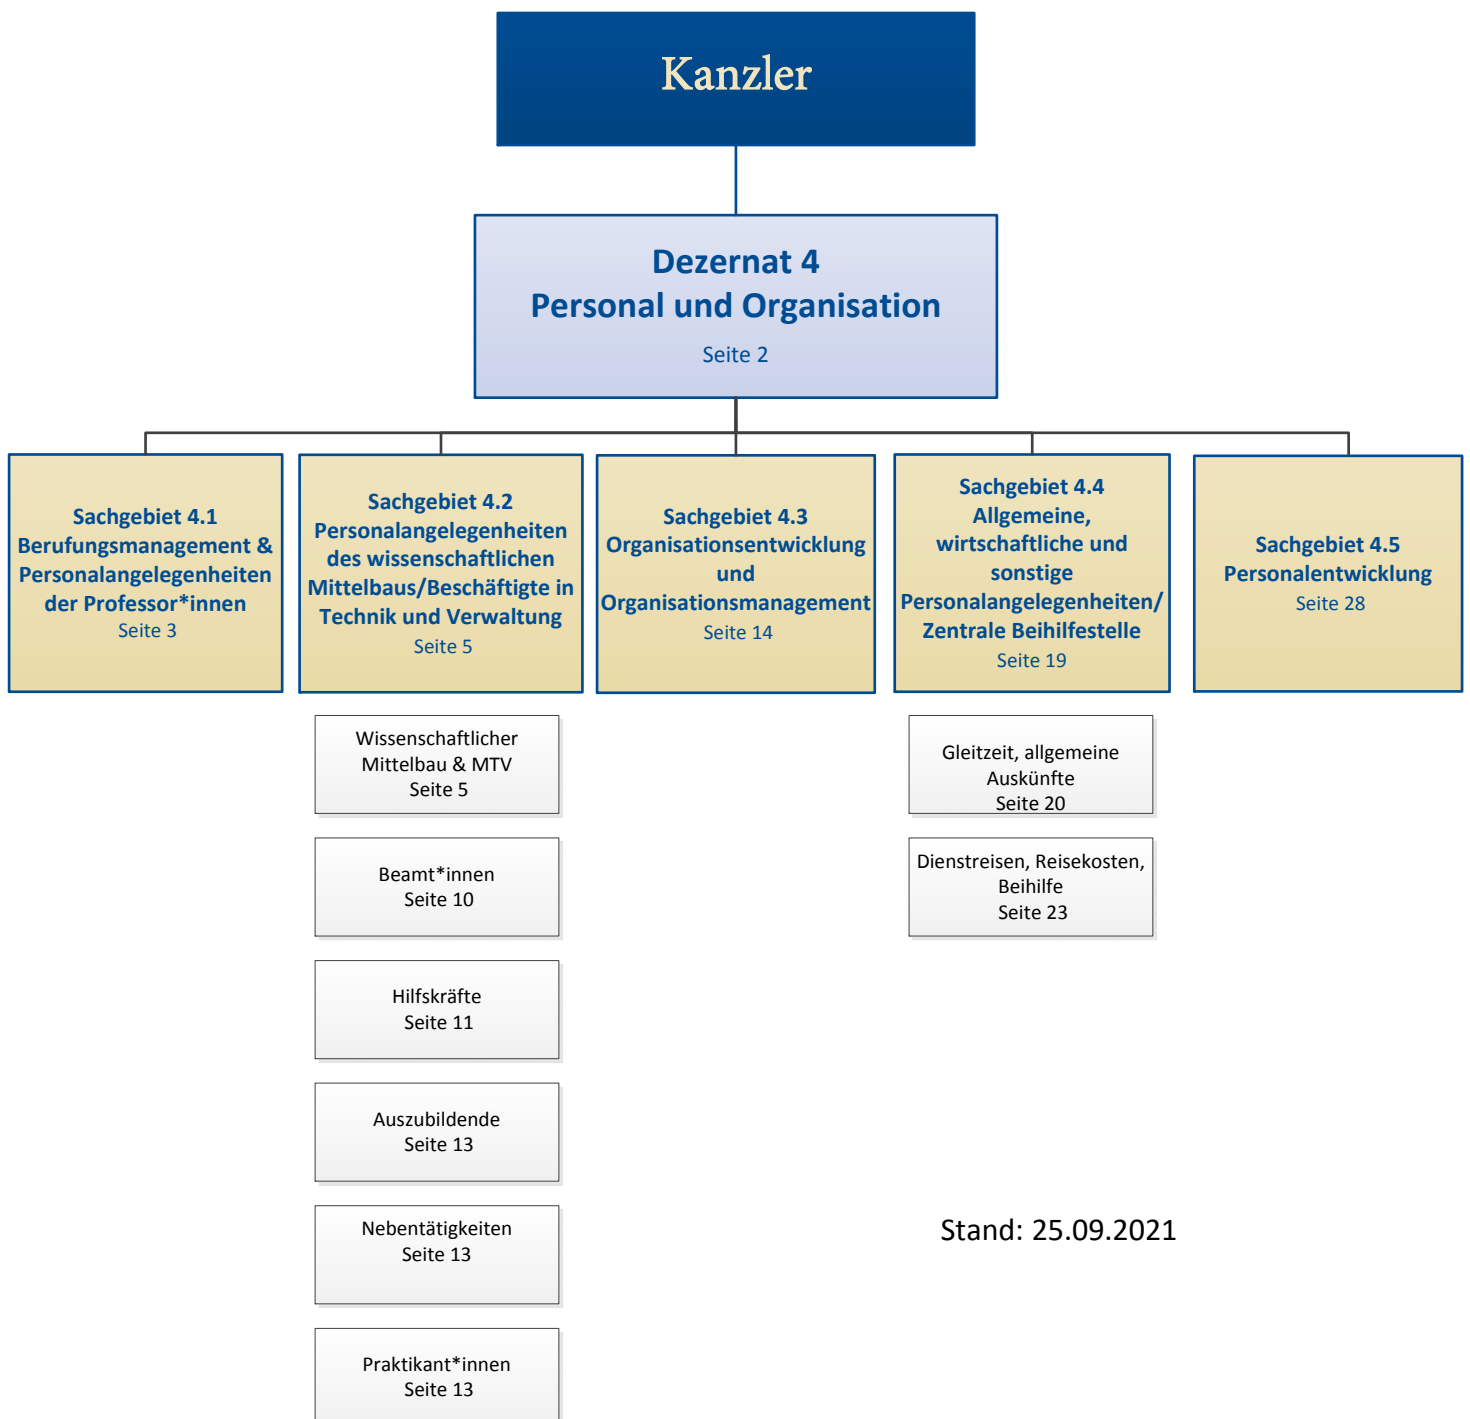 Kanzler
Dezernat 4
Personal und Organisation
Seite 2
Sachgebiet 4.1
Berufungsmanagement &
Personalangelegenheiten
der Professor*innen
Seite 3
Sachgebiet 4.2
Personalangelegenheiten
des wissenschaftlichen
Mittelbaus/Beschäftigte in
Technik und Verwaltung
Seite 5
Sachgebiet 4.3
Organisationsentwicklung
und
Organisationsmanagement
Seite 14
Sachgebiet 4.4
Allgemeine,
wirtschaftliche und
sonstige
Personalangelegenheiten/
Zentrale Beihilfestelle
Seite 19
Sachgebiet 4.5
Personalentwicklung
Seite 28
Wissenschaftlicher
Mittelbau & MTV
Seite 5
Beamt*innen
Seite 10
Hilfskräfte
Seite 11
Auszubildende
Seite 13
Nebentätigkeiten
Seite 13
Praktikant*innen
Seite 13
Gleitzeit, allgemeine
Auskünfte
Seite 20
Dienstreisen, Reisekosten,
Beihilfe
Seite 23
Stand: 25.09.2021